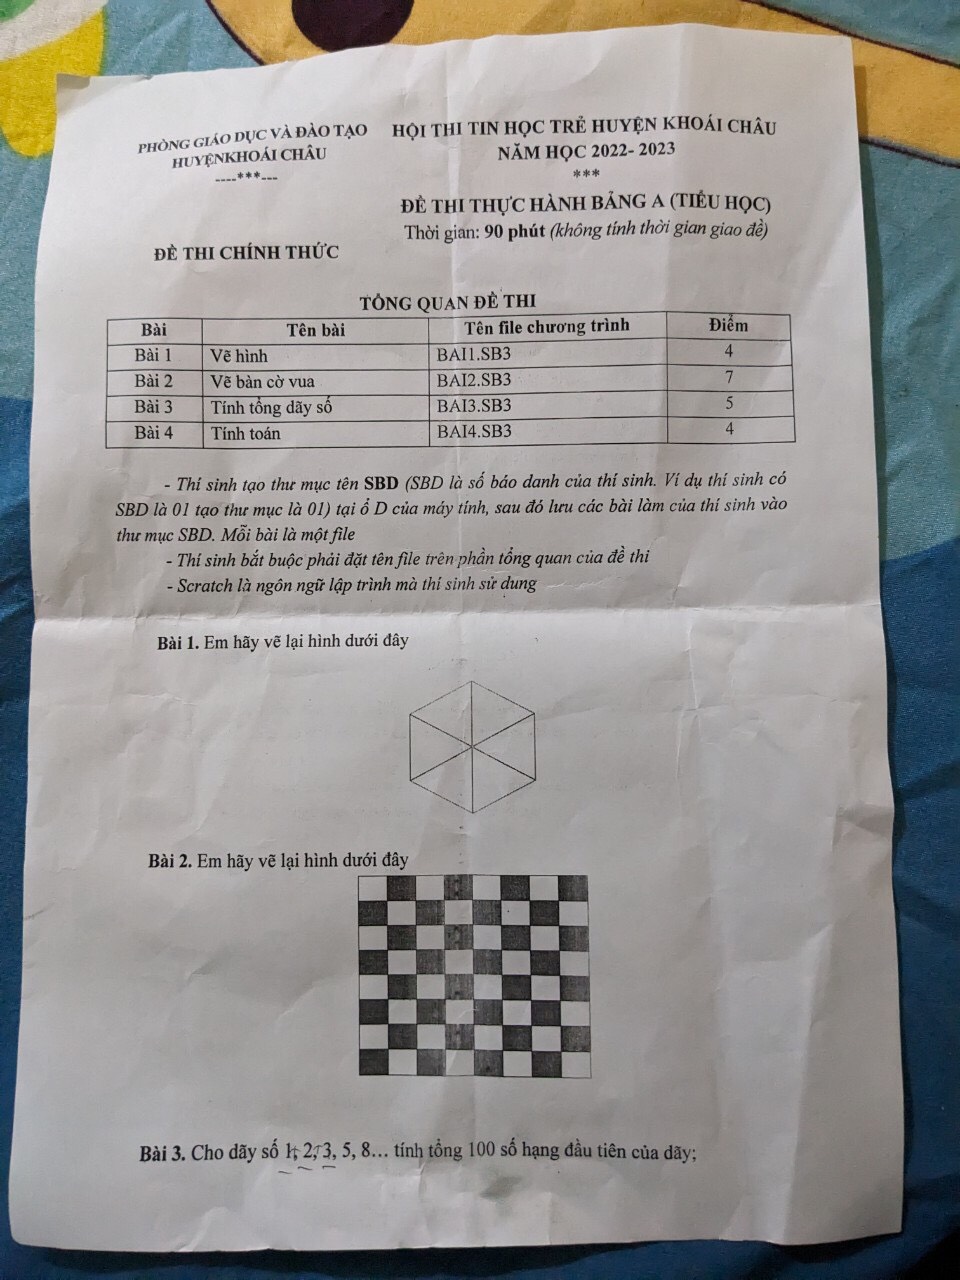 PHÒNG GIÁO DỤC VÀ ĐÀO TẠO
HUYỆNKHOÁI CHÂU
----***---
HỘI THI TIN HỌC TRẺ HUYỆN KHOÁI CHÂU
NĂM HỌC 2022- 2023
***
ĐỀ THI THỰC HÀNH BẢNG A (TIỂU HỌC)
Thời gian: 90 phút (không tính thời gian giao đề)
ĐỀ THI CHÍNH THỨC
TỔNG QUAN ĐỀ THI
Bài Tên bài Tên file chương trình Điểm
Bài 1 Vẽ hình BAI1.SB3 4
Bài 2 Vẽ bàn cờ vua BAI2.SB3 7
Bài 3 Tính tổng dãy số BAI3.SB3 5
Bài 4 Tính toán BAI4.SB3 4
- Thí sinh tạo thư mục tên SBD (SBD là số báo danh của thí sinh. Ví dụ thí sinh có
SBD là 01 tạo thư mục là 01) tại ổ D của máy tính, sau đó lưu các bài làm của thí sinh vào
thư mục SBD. Mỗi bài là một file
- Thí sinh bắt buộc phải đặt tên file trên phần tổng quan của đề thi
- Scratch là ngôn ngữ lập trình mà thí sinh sử dung
Bài 1. Em hãy vẽ lại hình dưới đây
Bài 2. Em hãy vẽ lại hình dưới đây
Bài 3. Cho dãy số 1, 2, 3, 5, 8... tính tổng 100 số hạng đầu tiên của dãy;